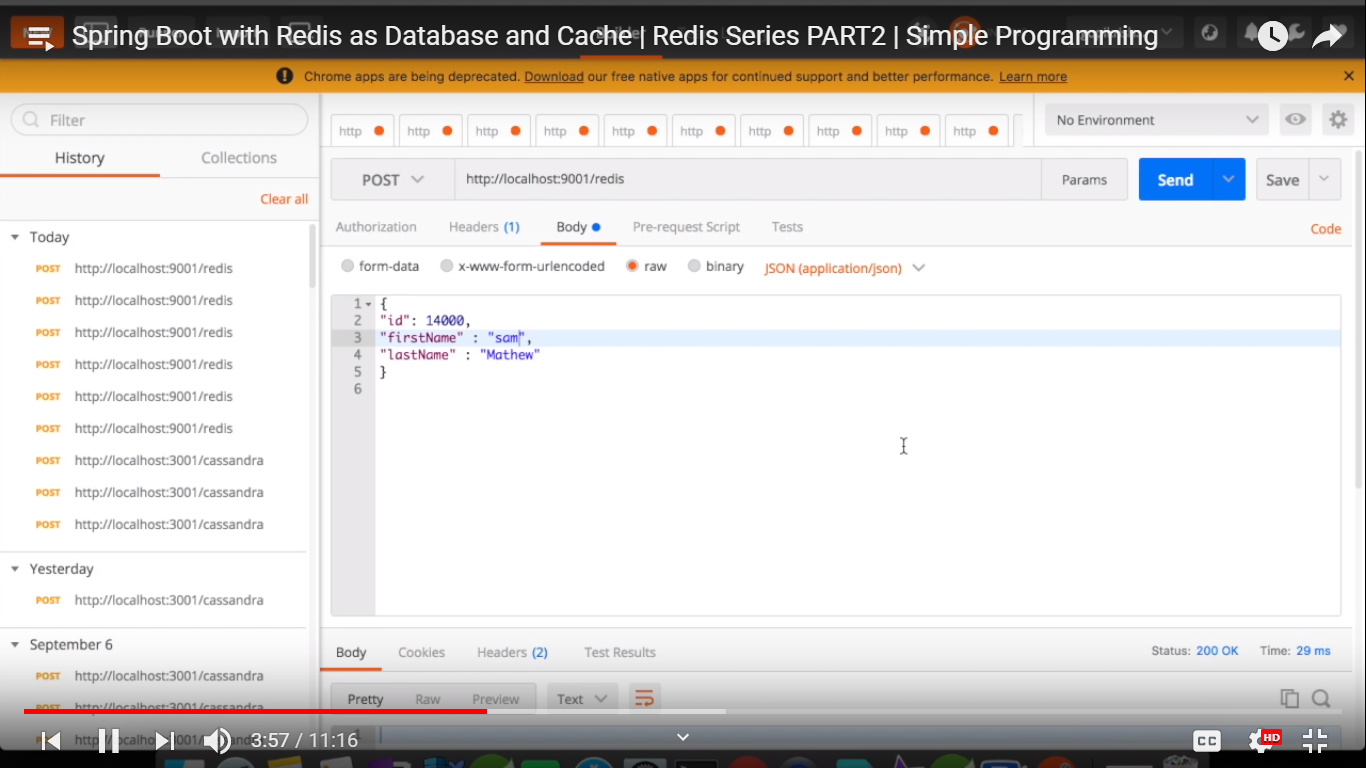 Spring Boot with Redis as Database and Cache | Redis Series PART2 | Simple Programming
Chrome apps are being deprecated. Download our free native apps for continued support and better performance. Learn more
Filter
History Collections
Clear all
Today
POST http://localhost:9001/redis
POST http://localhost:9001/redis
POST http://localhost:9001/redis
POST http://localhost:9001/redis
POST http://localhost:9001/redis
POST http://localhost:9001/redis
POST http://localhost:3001/cassandra
POST http://localhost:3001/cassandra
POST http://localhost:3001/cassandra
Yesterday
POST http://localhost:3001/cassandra
September 6
POST http://localhost:3001/cassandra
POST http://localhost:3001/cassandra
http http http http http http http http http http
No Environment
POST http://localhost:9001/redis Params Send Save
Authorization Headers (1) Body Pre-request Script Tests Code
form-data x-www-form-urlencoded raw binary JSON (application/json)
1 {
2 "id": 14000,
3 "firstName" : "sam",
4 "lastName" : "Mathew"
5 }
6
Body Cookies Headers (2) Test Results Status: 200 OK Time: 29 ms
Pretty Raw Preview Text
3:57 / 11:16 CC HD